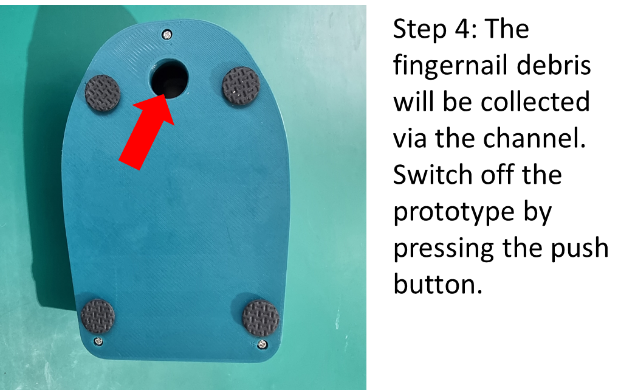 Step 4: The
fingernail debris
will be collected
via the channel.
Switch off the
prototype by
pressing the push
button.